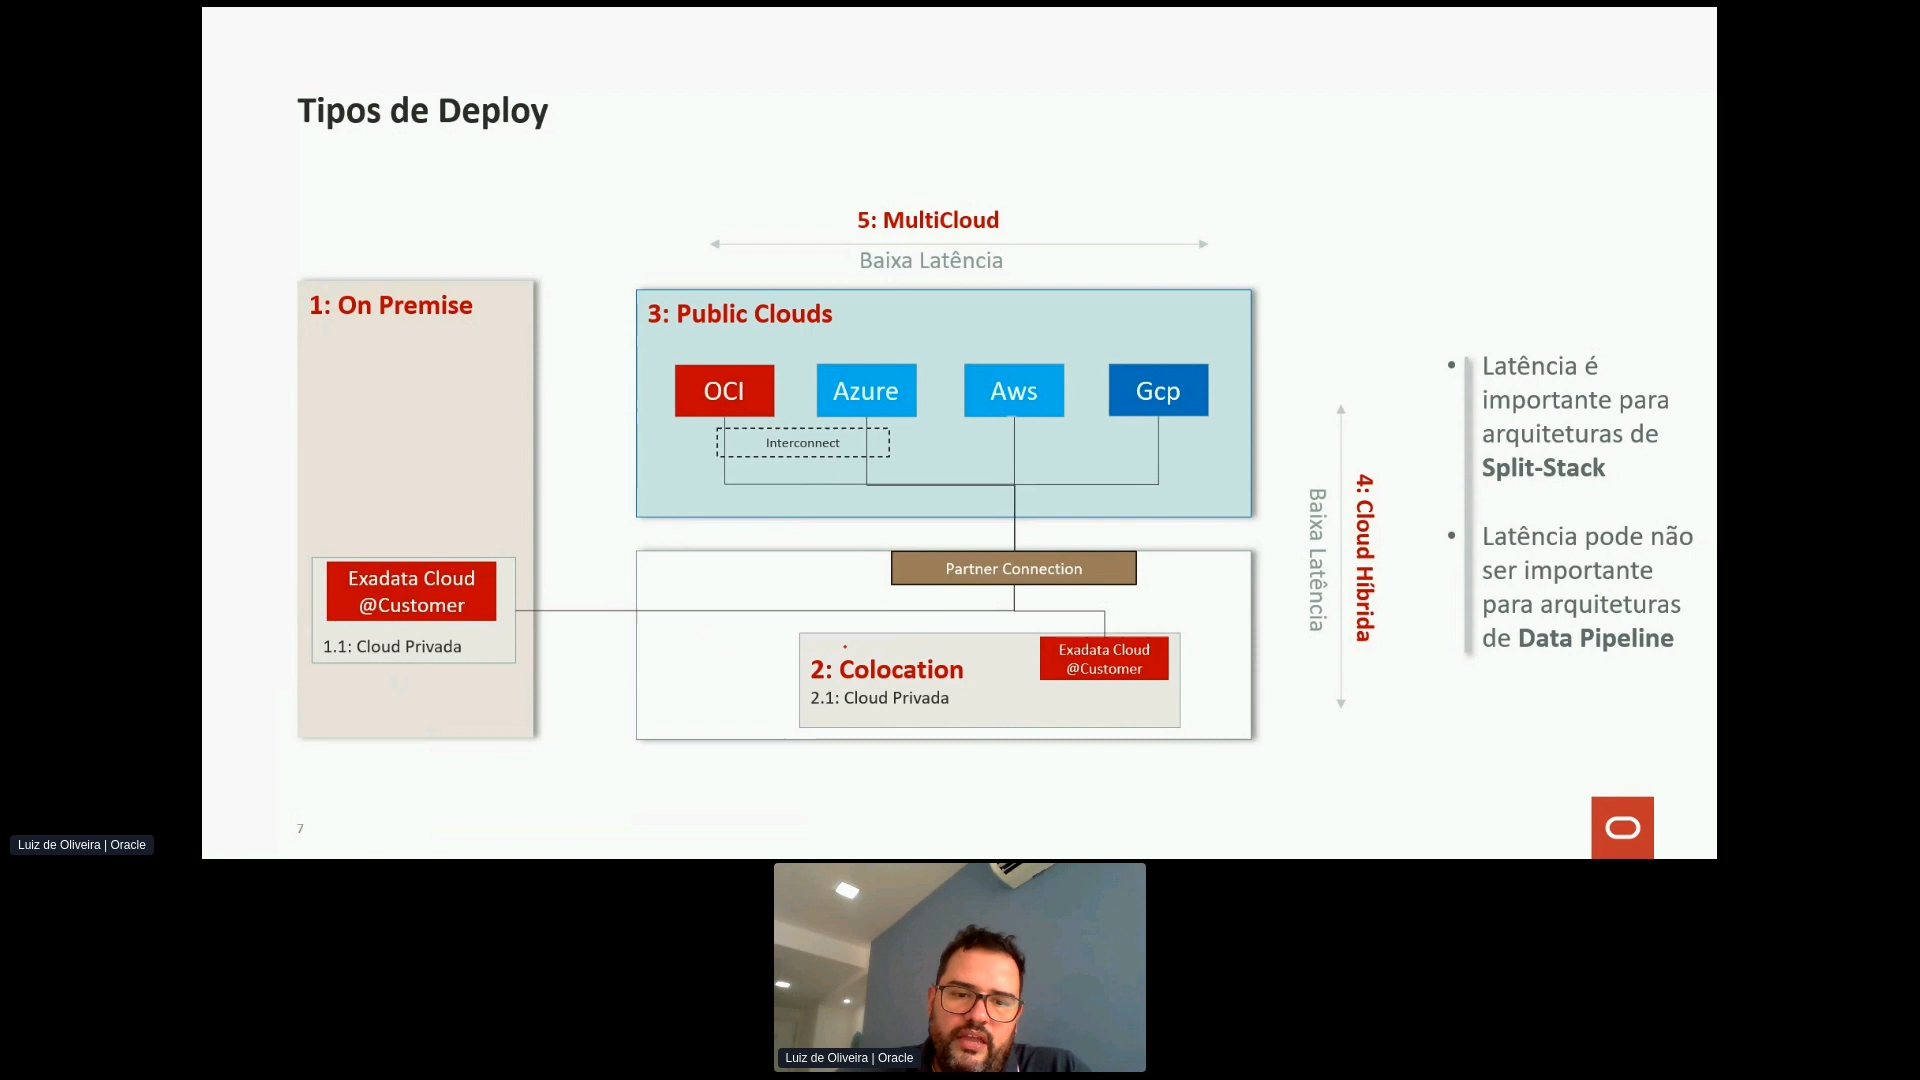 Tipos de Deploy
5: MultiCloud
Baixa Latência
1: On Premise
3: Public Clouds
OCI
Azure
Aws
Gcp
Interconnect
Partner Connection
Exadata Cloud
@Customer
1.1: Cloud Privada
2: Colocation
2.1: Cloud Privada
Exadata Cloud
@Customer
Baixa Latência
4: Cloud Híbrida
• Latência é
importante para
arquiteturas de
Split-Stack
• Latência pode não
ser importante
para arquiteturas
de Data Pipeline
7
Luiz de Oliveira | Oracle
Luiz de Oliveira | Oracle